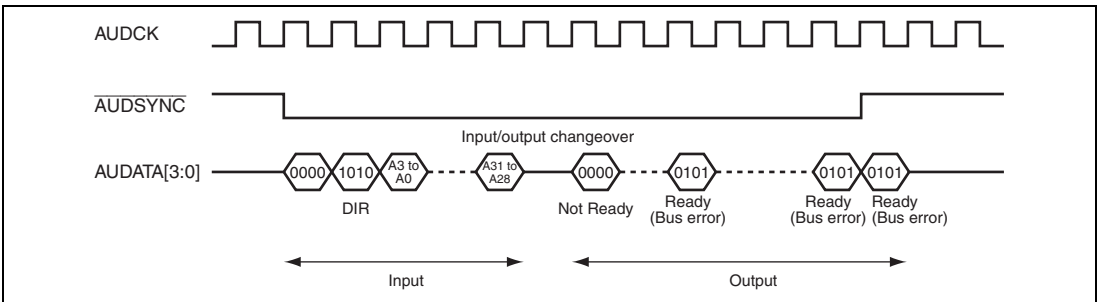 AUDCK
AUDSYNC
Input/output changeover
AUDATA[3:0]
0000 1010 A3 to A0 A31 to A28 0000 0101 0101 0101
DIR
Not Ready
Ready
(Bus error)
Ready
(Bus error)
Ready
(Bus error)
Input
Output